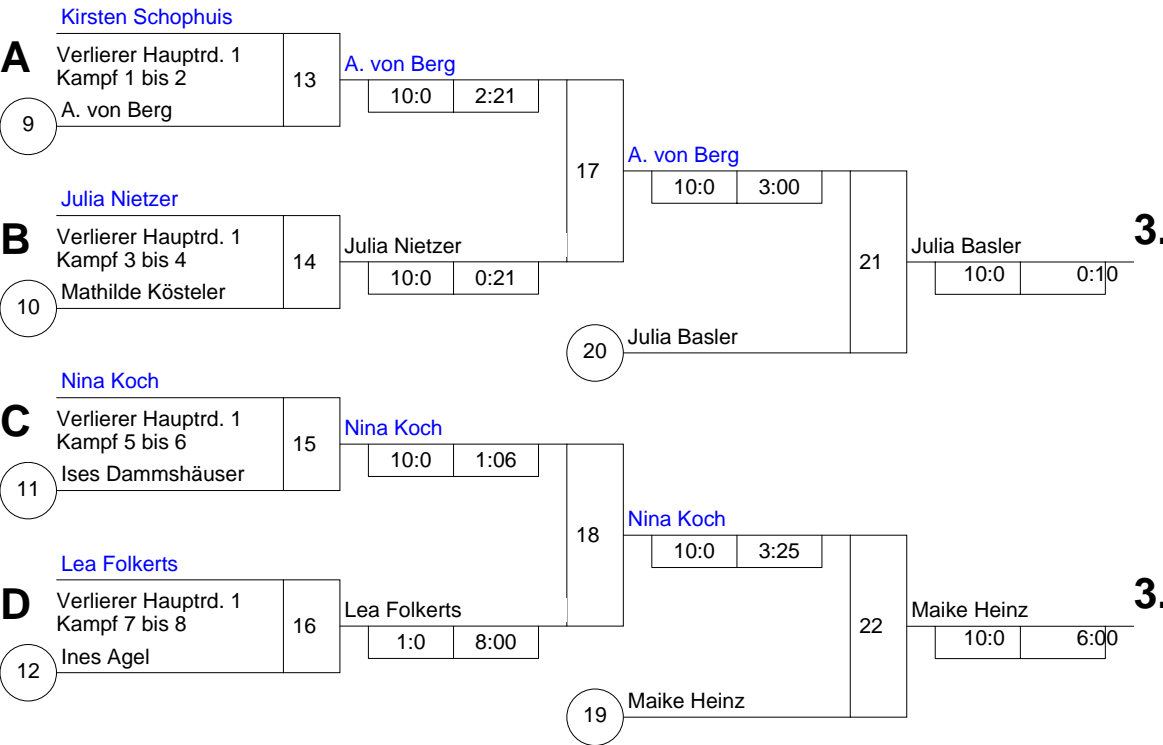 Kirsten Schophuis
A
Verlierer Hauptrd. 1
Kampf 1 bis 2
13
9
A. von Berg
A. von Berg
10:0 2:21
Julia Nietzer
B
Verlierer Hauptrd. 1
Kampf 3 bis 4
14
10
Mathilde Kösteler
Julia Nietzer
10:0 0:21
17
A. von Berg
10:0 3:00
20
Julia Basler
21
Julia Basler
10:0 0:10
3.
Nina Koch
C
Verlierer Hauptrd. 1
Kampf 5 bis 6
15
11
Ises Dammshäuser
Nina Koch
10:0 1:06
Lea Folkerts
D
Verlierer Hauptrd. 1
Kampf 7 bis 8
16
12
Ines Agel
Lea Folkerts
1:0 8:00
18
Nina Koch
10:0 3:25
19
Maike Heinz
22
Maike Heinz
10:0 6:00
3.